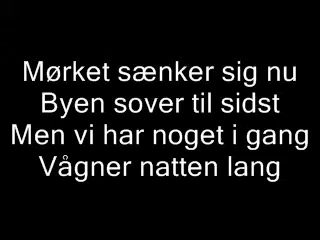 Mørket sænker sig nu
Byen sover til sidst
Men vi har noget i gang
Vågner natten lang